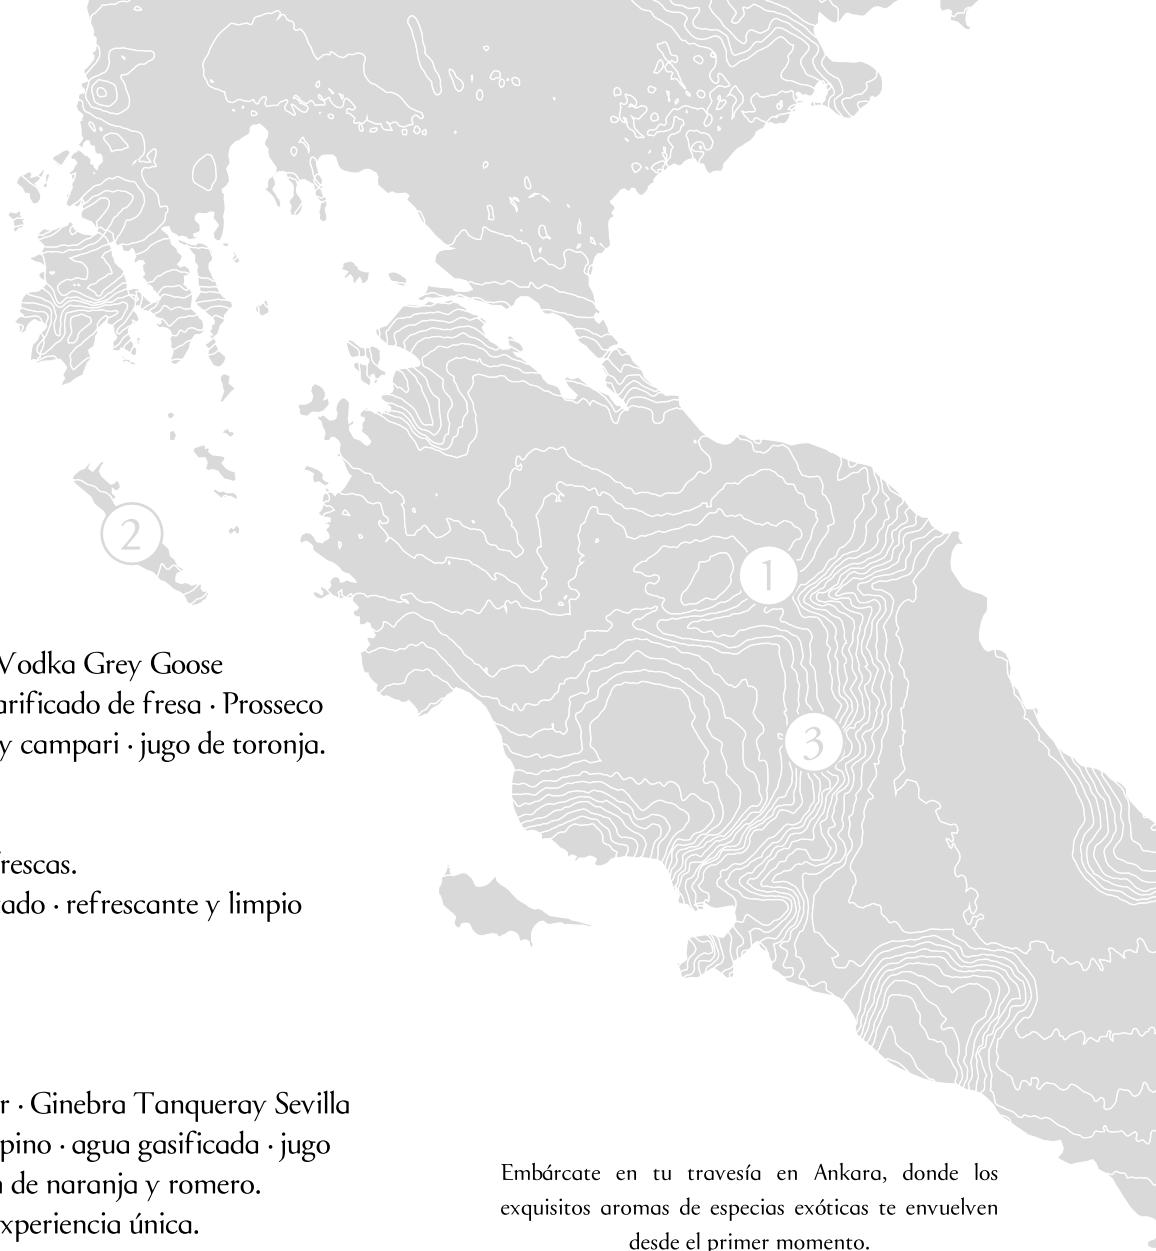 2
1
Vodka Grey Goose
arificado de fresa · Prosseco
y campari · jugo de toronja.
3
rescas.
ado · refrescante y limpio
r · Ginebra Tanqueray Sevilla
pino · agua gasificada · jugo
de naranja y romero.
xperiencia única.
Embárcate en tu travesía en Ankara, donde los
exquisitos aromas de especias exóticas te envuelven
desde el primer momento.